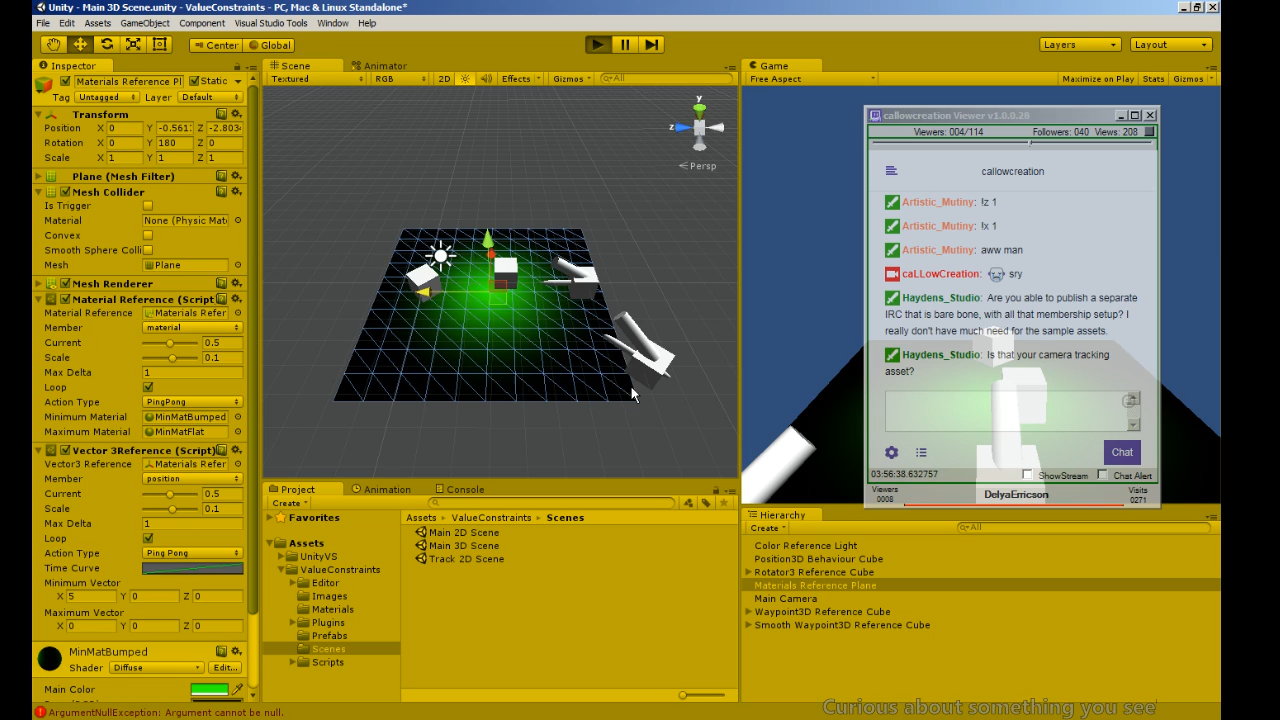 Unity - Main 3D Scene.unity - ValueConstraints - PC, Mac & Linux Standalone*
File Edit Assets GameObject Component Visual Studio Tools Window Help
Center Global Layers Layout
Inspector
Materials Reference Pl Static
Tag Untagged Layer Default
Transform
Position X 0 Y -0.561 Z -2.803
Rotation X 0 Y 180 Z 0
Scale X 1 Y 1 Z 1
Plane (Mesh Filter)
Mesh Collider
Is Trigger
Material None (Physic Mat
Convex
Smooth Sphere Colli
Mesh Plane
Mesh Renderer
Material Reference (Script
Material Reference Materials Refer
Member material
Current 0.5
Scale 0.1
Max Delta 1
Loop
Action Type PingPong
Minimum Material MinMatBumped
Maximum Material MinMatFlat
Vector 3Reference (Script)
Vector3 Reference Materials Refer
Member position
Current 0.5
Scale 0.1
Max Delta 1
Loop
Action Type Ping Pong
Time Curve
Minimum Vector
X 5 Y 0 Z 0
Maximum Vector
X 0 Y 0 Z 0
MinMatBumped
Shader Diffuse Edit...
Main Color
ArgumentNullException: Argument cannot be null.
Scene Animator
Textured RGB 2D Effects Gizmos All
y
z
Persp
Project Animation Console
Create
Favorites
Assets
UnityVS
ValueConstraints
Editor
Images
Materials
Plugins
Prefabs
Scenes
Scripts
Assets ValueConstraints Scenes
Main 2D Scene
Main 3D Scene
Track 2D Scene
Game
Free Aspect Maximize on Play Stats Gizmos
callowcreation Viewer v1.0.0.28
Viewers: 004/114 Followers: 040 Views: 208
callowcreation
Artistic_Mutiny: !z 1
Artistic_Mutiny: !x 1
Artistic_Mutiny: aww man
caLLowCreation: sry
Haydens_Studio: Are you able to publish a separate
IRC that is bare bone, with all that membership setup? I
really don't have much need for the sample assets.
Haydens_Studio: Is that your camera tracking
asset?
Chat
03:56:38.632757 ShowStream Chat Alert
Viewers
0008
DelyaErricson
Visits
0271
Hierarchy
Create All
Color Reference Light
Position3D Behaviour Cube
Rotator3 Reference Cube
Materials Reference Plane
Main Camera
Waypoint3D Reference Cube
Smooth Waypoint3D Reference Cube
Curious about something you see